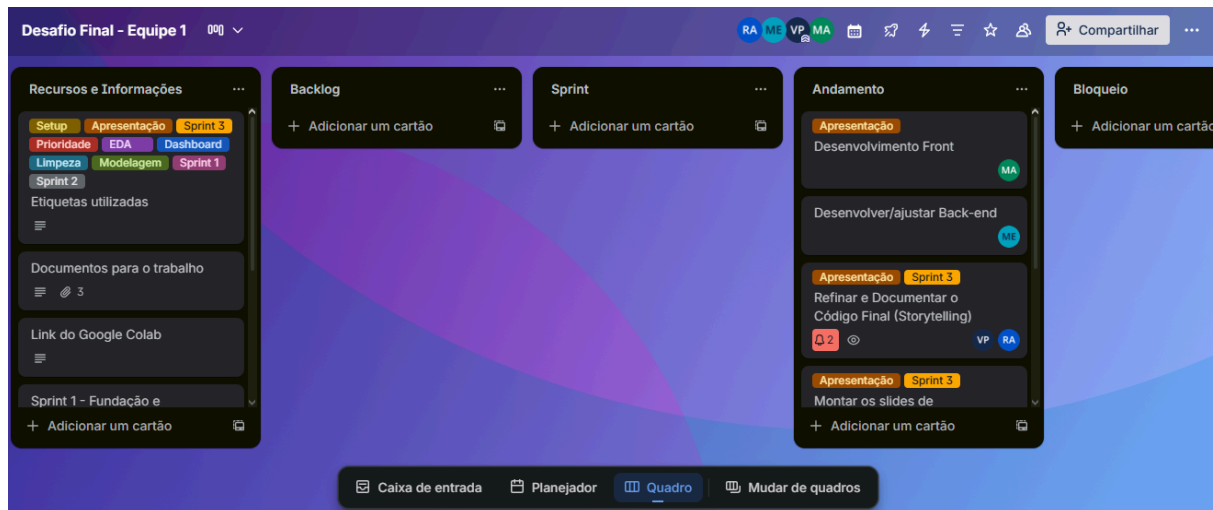 Desafio Final - Equipe 1
RA ME VP MA
Compartilhar
Recursos e Informações
Setup Apresentação Sprint 3
Prioridade EDA Dashboard
Limpeza Modelagem Sprint 1
Sprint 2
Etiquetas utilizadas
Documentos para o trabalho
3
Link do Google Colab
Sprint 1 - Fundação e
+ Adicionar um cartão
Backlog
+ Adicionar um cartão
Sprint
+ Adicionar um cartão
Andamento
Apresentação
Desenvolvimento Front
MA
Desenvolver/ajustar Back-end
ME
Apresentação Sprint 3
Refinar e Documentar o
Código Final (Storytelling)
2
VP RA
Apresentação Sprint 3
Montar os slides de
+ Adicionar um cartão
Bloqueio
+ Adicionar um cartão
Caixa de entrada Planejador Quadro Mudar de quadros